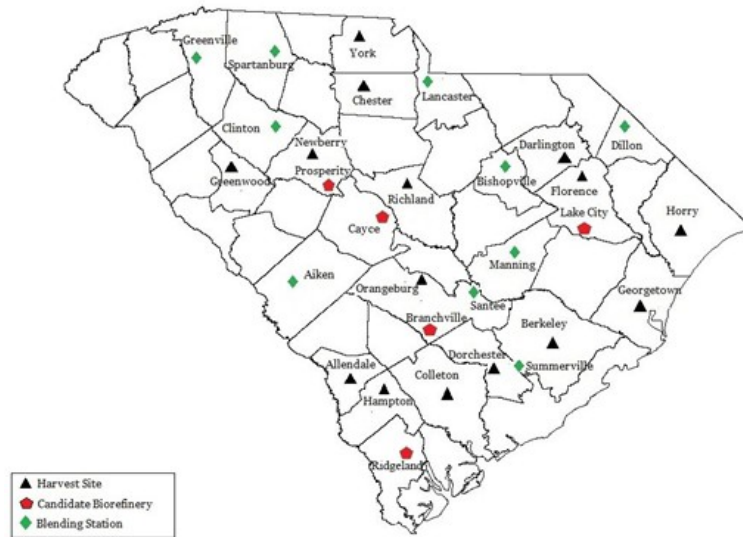 Greenville
Spartanburg
York
Chester
Lancaster
Clinton
Newberry
Darlington
Dillon
Greenwood
Prosperity
Bishopville
Florence
Richland
Cayce
Lake City
Horry
Manning
Aiken
Orangeburg
Santee
Georgetown
Branchville
Berkeley
Dorchester
Summerville
Allendale
Colleton
Hampton
Ridgeland
Harvest Site
Candidate Biorefinery
Blending Station